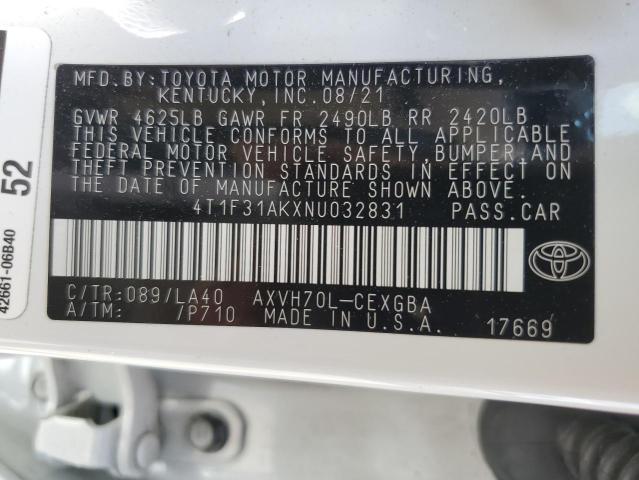 MFD.BY:TOYOTA MOTOR MANUFACTURING,
KENTUCKY,INC.08/21
GVWR 4625LB GAWR FR 2490LB RR 2420LB
THIS VEHICLE CONFORMS TO ALL APPLICABLE
FEDERAL MOTOR VEHICLE SAFETY,BUMPER,AND
THEFT PREVENTION STANDARDS IN EFFECT ON
THE DATE OF MANUFACTURE SHOWN ABOVE.
4T1F31AKXNU032831 PASS.CAR
C/TR:089/LA40 AXVH70L-CEXGBA
A/TM: /P710 MADE IN U.S.A. 17669
52
42661-06B40